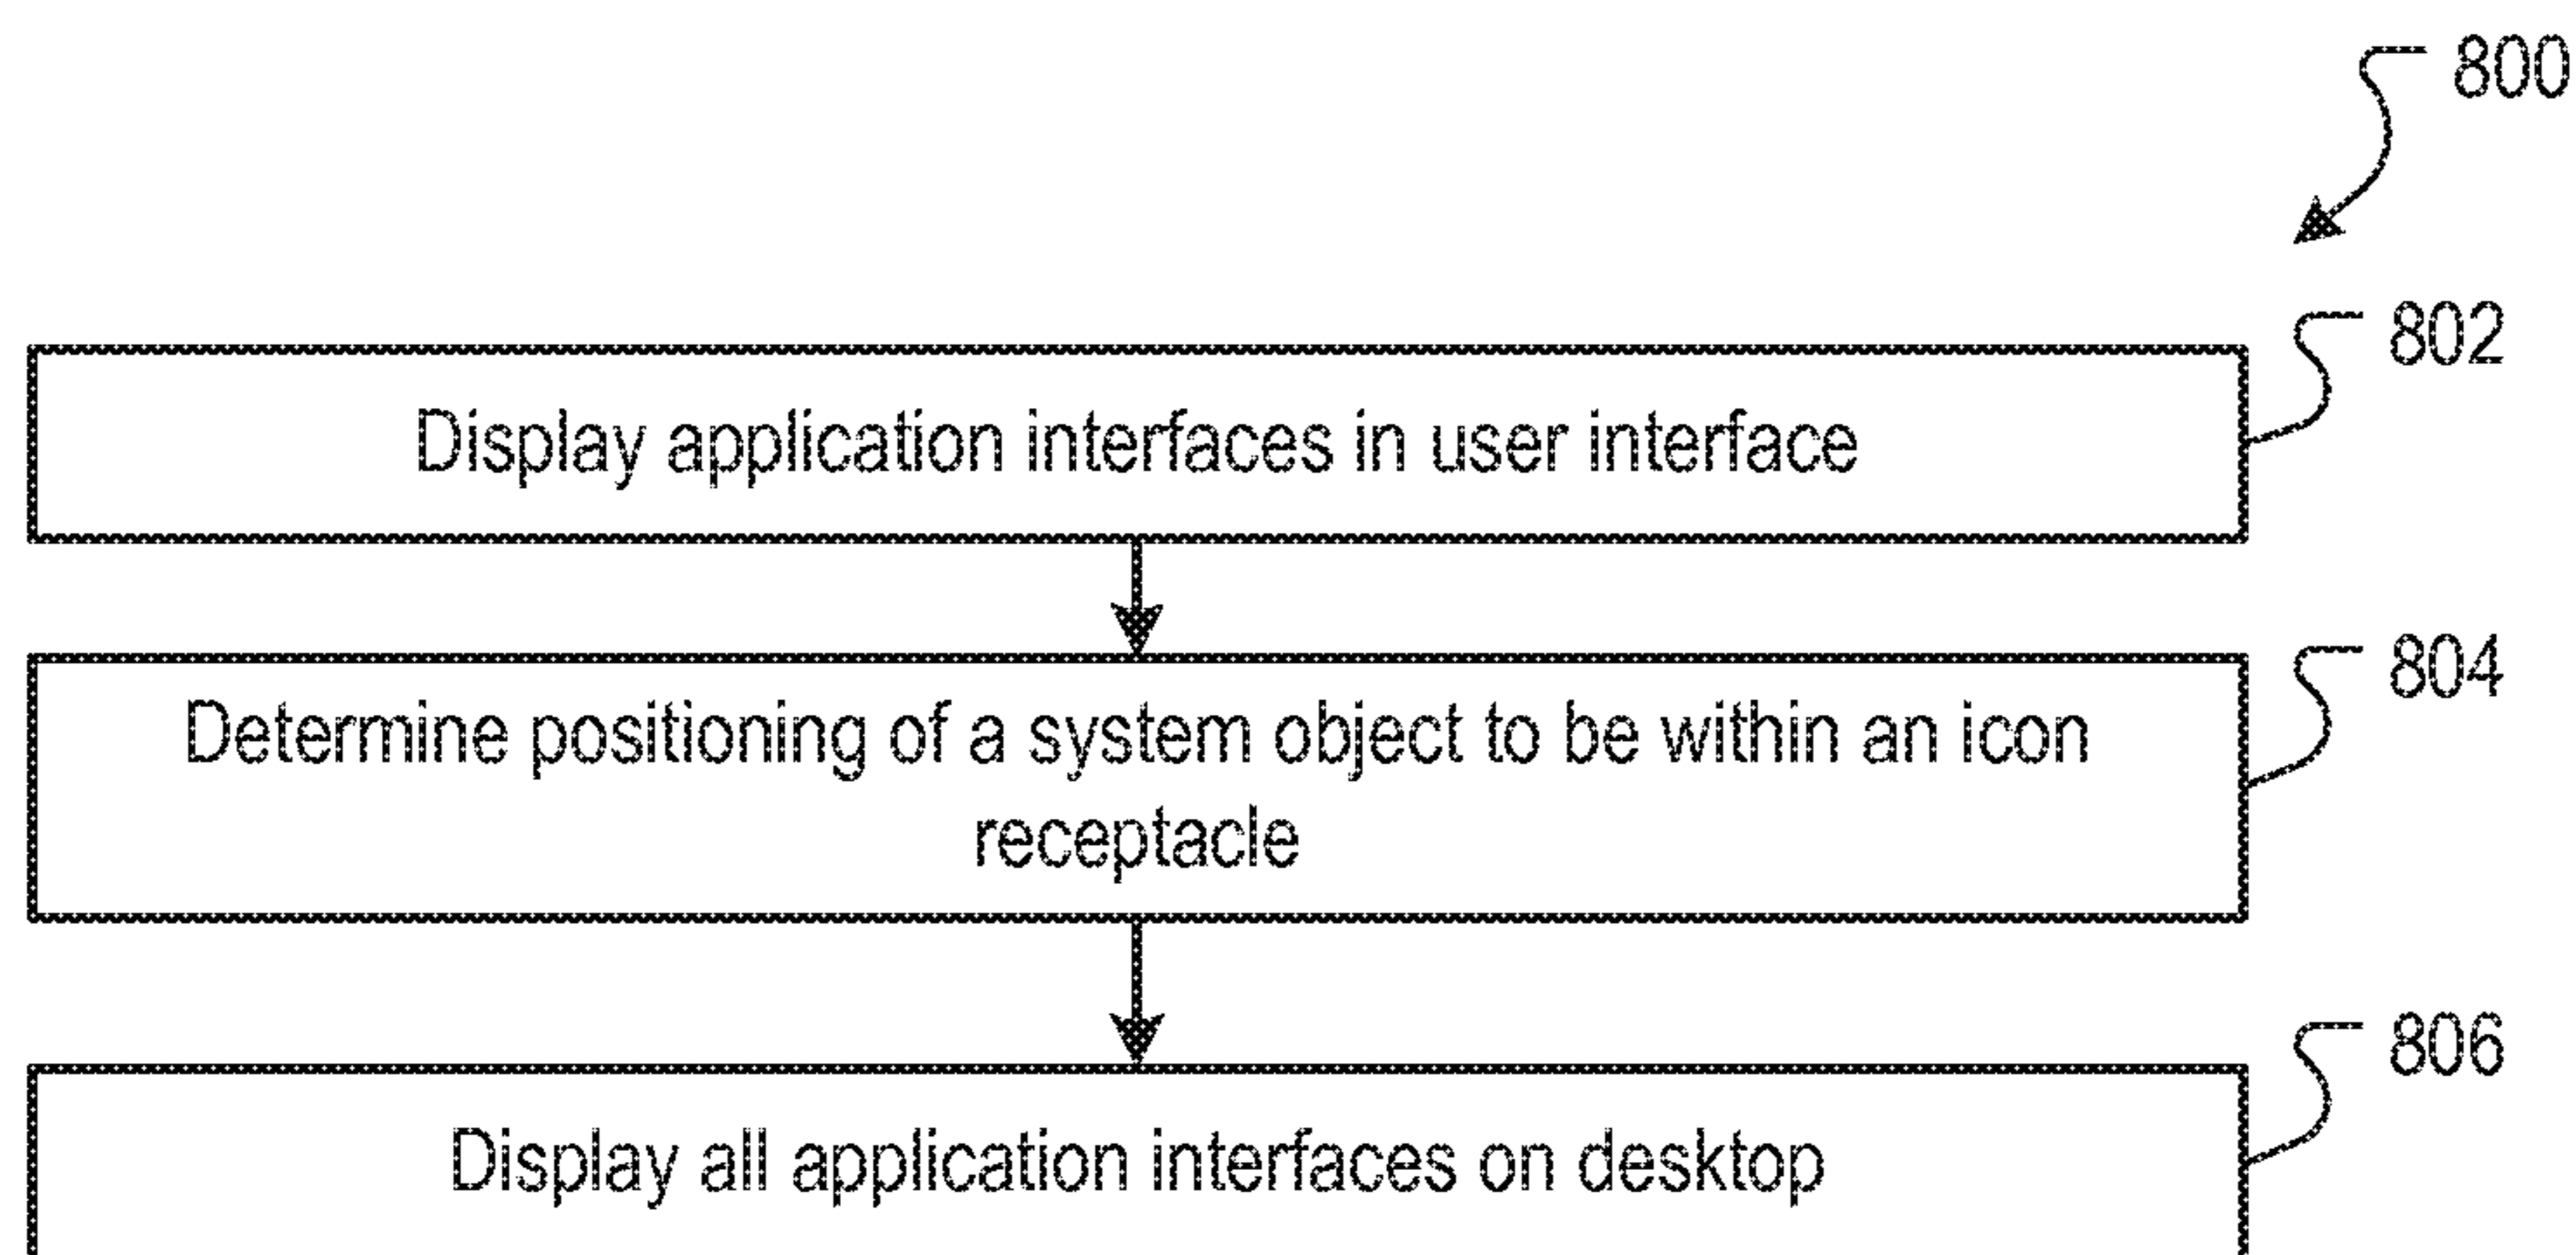 800
802
Display application interfaces in user interface
804
Determine positioning of a system object to be within an icon
receptacle
806
Display all application interfaces on desktop